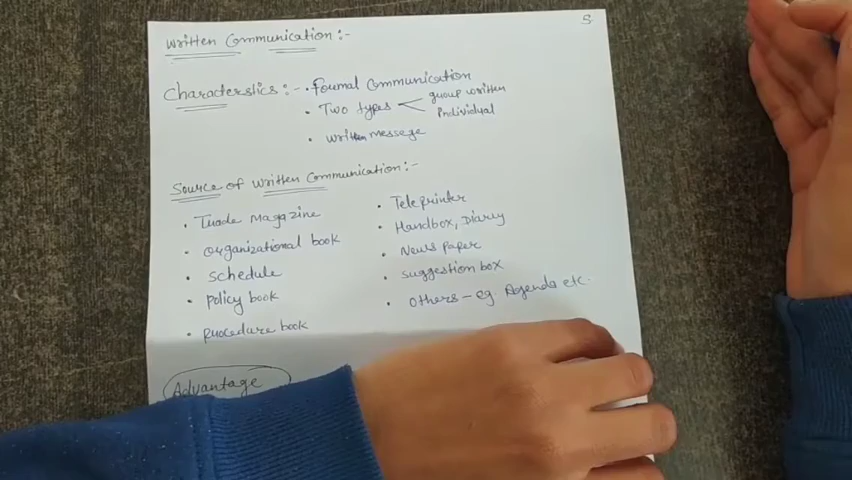 5
Written Communication :-
Characterstics :- • Formal Communication
• Two types group written
individual
• written messege
Source of written Communication :-
• Trade Magazine
• organizational book
• schedule
• policy book
• procedure book
• Teleprinter
• Handbox, Diary
• News Paper
• suggestion box
• others - eg. Agenda etc.
Advantage